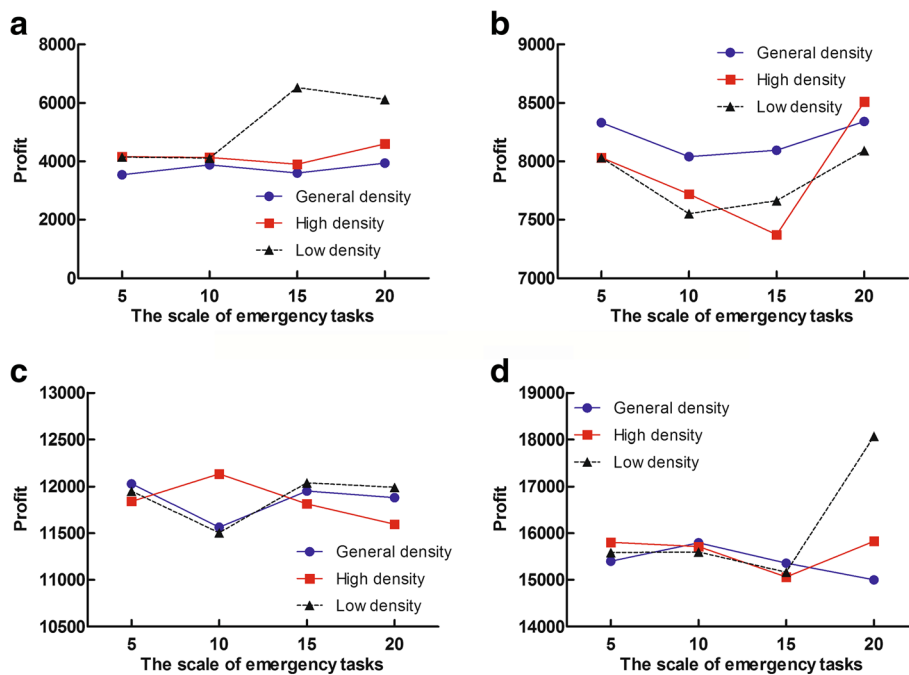 a
8000
6000
4000
2000
0
Profit
General density
High density
Low density
5 10 15 20
The scale of emergency tasks
b
9000
8500
8000
7500
7000
Profit
General density
High density
Low density
5 10 15 20
The scale of emergency tasks
c
13000
12500
12000
11500
11000
10500
Profit
General density
High density
Low density
5 10 15 20
The scale of emergency tasks
d
19000
18000
17000
16000
15000
14000
Profit
General density
High density
Low density
5 10 15 20
The scale of emergency tasks